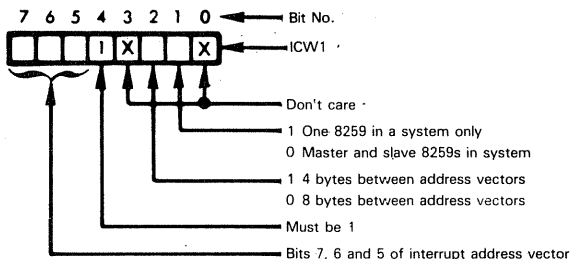 7 6 5 4 3 2 1 0 Bit No.
1 X X ICW1
Don't care
1 One 8259 in a system only
0 Master and slave 8259s in system
1 4 bytes between address vectors
0 8 bytes between address vectors
Must be 1
Bits 7, 6 and 5 of interrupt address vector